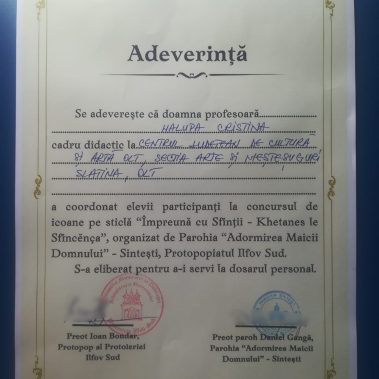 Adeverință
Se adeverește că doamna profesoară
HALUPA CRISTINA
cadru didactic la CENTRUL JUDEȚEAN DE CULTURĂ
ȘI ARTĂ OLT, SECȚIA ARTE ȘI MEȘTEȘUGURI
SLATINA, OLT
a coordonat elevii participanți la concursul de
icoane pe sticlă "Împreună cu Sfinții - Khetanes le
Sfincênța", organizat de Parohia "Adormirea Maicii
Domnului" - Sintești, Protopopiatul Ilfov Sud.
S-a eliberat pentru a-i servi la dosarul personal.
Preot Ioan Bondar,
Protopop al Protoieriei
Ilfov Sud
Preot paroh Daniel Gangă,
Parohia "Adormirea Maicii
Domnului" - Sintești